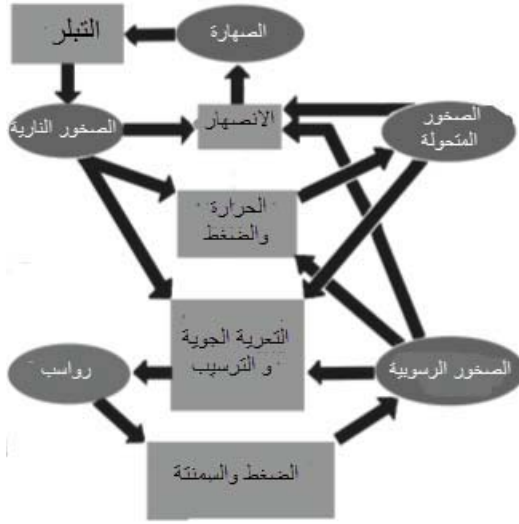 التبلر
الصهارة
الصخور النارية
الانصهار
الصخور
المتحولة
الحرارة
والضغط
التعرية الجوية
و الترسيب
رواسب
الصخور الرسوبية
الضغط والسمنتة